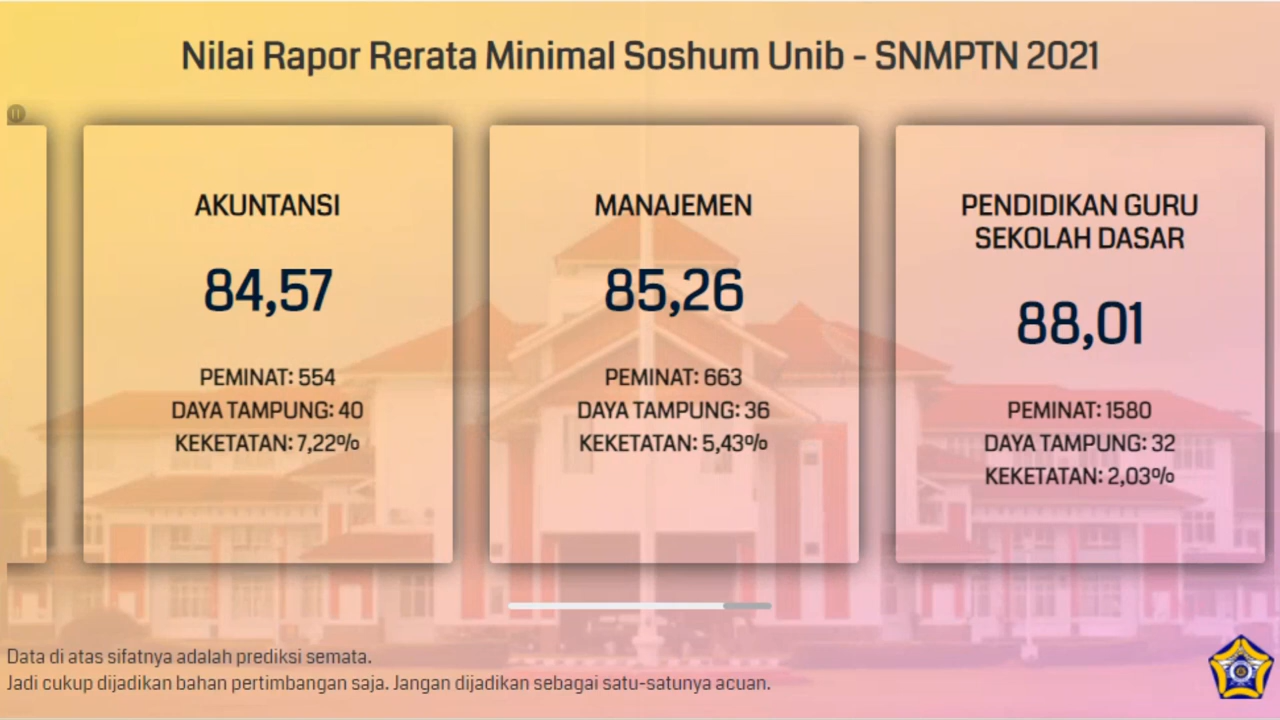 Nilai Rapor Rerata Minimal Soshum Unib - SNMPTN 2021
AKUNTANSI
84,57
PEMINAT: 554
DAYA TAMPUNG: 40
KEKETATAN: 7,22%
MANAJEMEN
85,26
PEMINAT: 663
DAYA TAMPUNG: 36
KEKETATAN: 5,43%
PENDIDIKAN GURU
SEKOLAH DASAR
88,01
PEMINAT: 1580
DAYA TAMPUNG: 32
KEKETATAN: 2,03%
Data di atas sifatnya adalah prediksi semata.
Jadi cukup dijadikan bahan pertimbangan saja. Jangan dijadikan sebagai satu-satunya acuan.